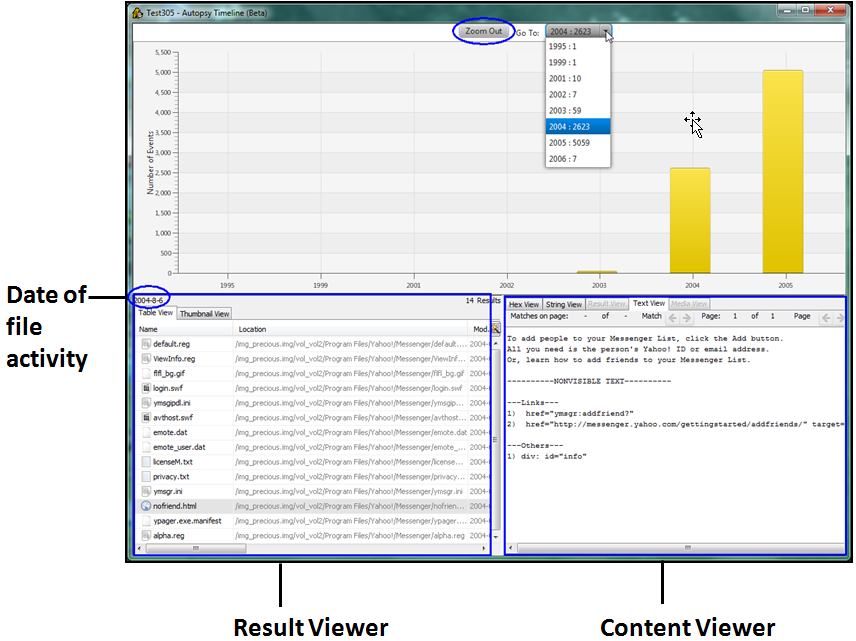 Test305 - Autopsy Timeline (Beta)
Zoom Out Go To: 2004 : 2623
1995 : 1
1999 : 1
2001 : 10
2002 : 7
2003 : 59
2004 : 2623
2005 : 5059
2006 : 7
Number of Events
5,500
5,000
4,500
4,000
3,500
3,000
2,500
2,000
1,500
1,000
500
0
1995 1999 2001 2002 2003 2004 2005
Date of
file
activity
2004-8-6 14 Results
Table View Thumbnail View
Name Location Mod.
default.reg /img_precious.img/vol_vol2/Program Files/Yahoo!/Messenger/default.... 2004-
ViewInfo.reg /img_precious.img/vol_vol2/Program Files/Yahoo!/Messenger/ViewInf... 2004-
flfl_bg.gif /img_precious.img/vol_vol2/Program Files/Yahoo!/Messenger/flfl_bg.gif 2004-
login.swf /img_precious.img/vol_vol2/Program Files/Yahoo!/Messenger/login.swf 2004-
ymsgipdl.ini /img_precious.img/vol_vol2/Program Files/Yahoo!/Messenger/ymsgip... 2004-
avthost.swf /img_precious.img/vol_vol2/Program Files/Yahoo!/Messenger/avthost... 2004-
emote.dat /img_precious.img/vol_vol2/Program Files/Yahoo!/Messenger/emote.dat 2004-
emote_user.dat /img_precious.img/vol_vol2/Program Files/Yahoo!/Messenger/emote_... 2004-
licenseM.txt /img_precious.img/vol_vol2/Program Files/Yahoo!/Messenger/license... 2004-
privacy.txt /img_precious.img/vol_vol2/Program Files/Yahoo!/Messenger/privacy... 2004-
ymsgr.ini /img_precious.img/vol_vol2/Program Files/Yahoo!/Messenger/ymsgr.ini 2004-
nofriend.html /img_precious.img/vol_vol2/Program Files/Yahoo!/Messenger/nofrien... 2004-
ypager.exe.manifest /img_precious.img/vol_vol2/Program Files/Yahoo!/Messenger/ypager.... 2004-
alpha.reg /img_precious.img/vol_vol2/Program Files/Yahoo!/Messenger/alpha.reg 2004-
Hex View String View Result View Text View Media View
Matches on page: - of - Match Page: 1 of 1 Page
To add people to your Messenger List, click the Add button.
All you need is the person's Yahoo! ID or email address.
Or, learn how to add friends to your Messenger List.
----------NONVISIBLE TEXT----------
---Links---
1) href="ymsgr:addfriend?"
2) href="http://messenger.yahoo.com/gettingstarted/addfriends/" target=
---Others---
1) div: id="info"
Result Viewer
Content Viewer